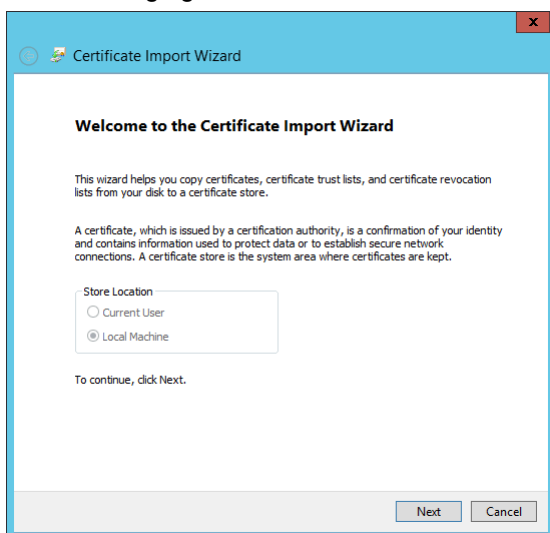 x
Certificate Import Wizard
Welcome to the Certificate Import Wizard
This wizard helps you copy certificates, certificate trust lists, and certificate revocation
lists from your disk to a certificate store.
A certificate, which is issued by a certification authority, is a confirmation of your identity
and contains information used to protect data or to establish secure network
connections. A certificate store is the system area where certificates are kept.
Store Location
Current User
Local Machine
To continue, click Next.
Next Cancel